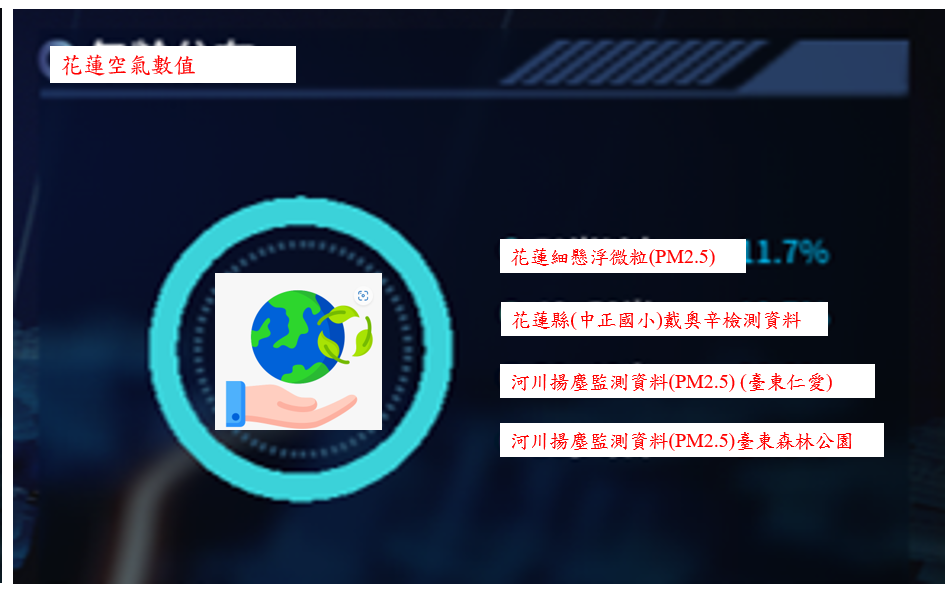 花蓮空氣數值
花蓮細懸浮微粒(PM2.5)
11.7%
花蓮縣(中正國小)戴奧辛檢測資料
河川揚塵監測資料(PM2.5) (臺東仁愛)
河川揚塵監測資料(PM2.5)臺東森林公園